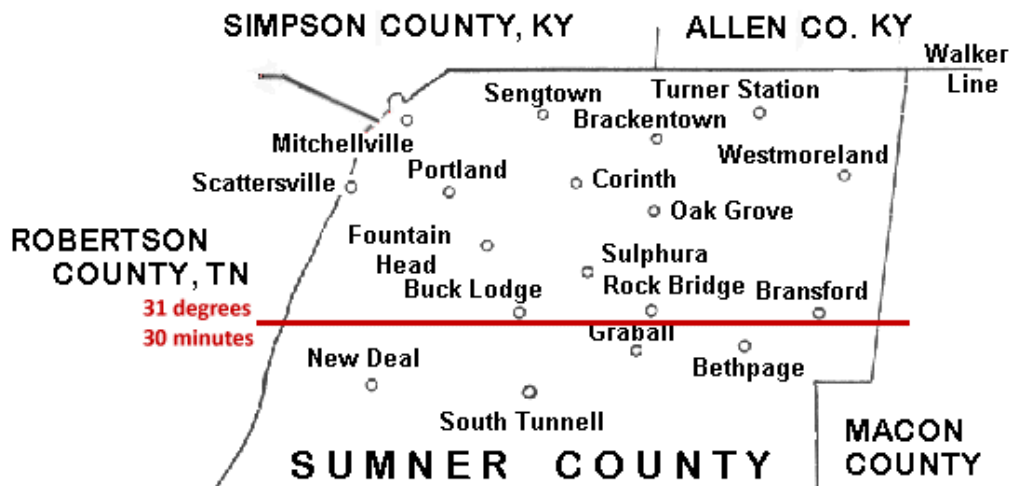 SIMPSON COUNTY, KY
ALLEN CO. KY
Walker
Line
Sengtown
Turner Station
Brackentown
Mitchellville
Westmoreland
Portland
Scattersville
Corinth
Oak Grove
ROBERTSON
COUNTY, TN
Fountain
Head
Sulphura
Buck Lodge
Rock Bridge
Bransford
31 degrees
30 minutes
Graball
New Deal
Bethpage
South Tunnell
MACON
COUNTY
SUMNER COUNTY